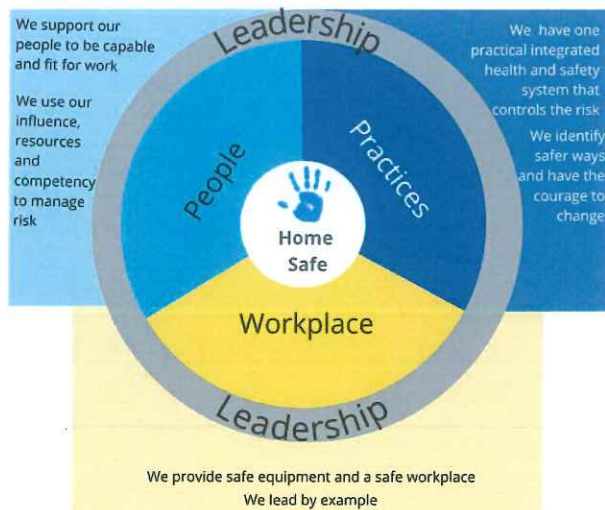 We support our
people to be capable
and fit for work
We use our
influence,
resources
and
competency
to manage
risk
Leadership
We have one
practical integrated
health and safety
system that
controls the risk
We identify
safer ways
and have the
courage to
change
People
Practices
Home
Safe
Workplace
Leadership
We provide safe equipment and a safe workplace
We lead by example